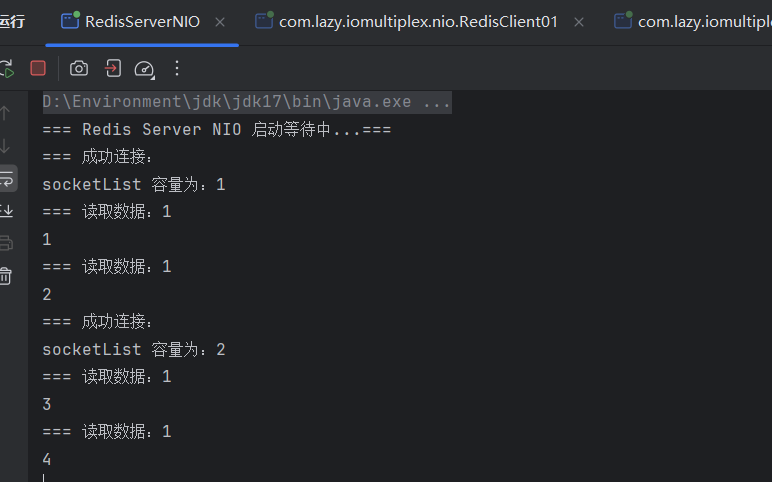 运行
RedisServerNIO
com.lazy.iomultiplex.nio.RedisClient01
com.lazy.iomultiple
D:\Environment\jdk\jdk17\bin\java.exe ...
=== Redis Server NIO 启动等待中...===
=== 成功连接：
socketList 容量为：1
=== 读取数据：1
1
=== 读取数据：1
2
=== 成功连接：
socketList 容量为：2
=== 读取数据：1
3
=== 读取数据：1
4